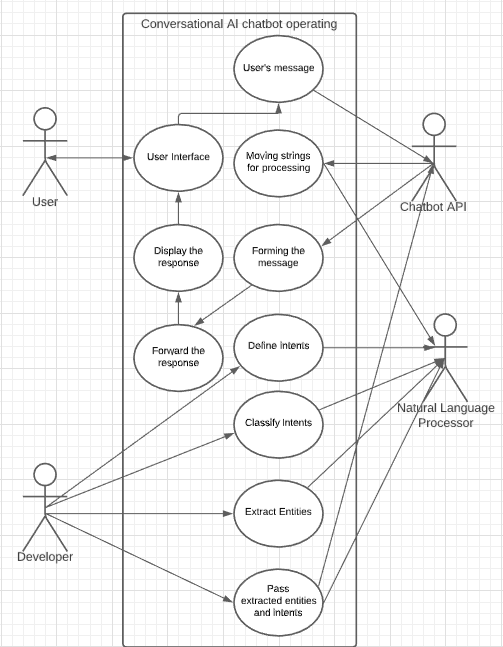 Conversational AI chatbot operating
User's message
User Interface
Moving strings
for processing
User
Chatbot API
Display the
response
Forming the
message
Forward the
response
Define Intents
Natural Language
Processor
Classify Intents
Extract Entities
Developer
Pass
extracted entities
and intents